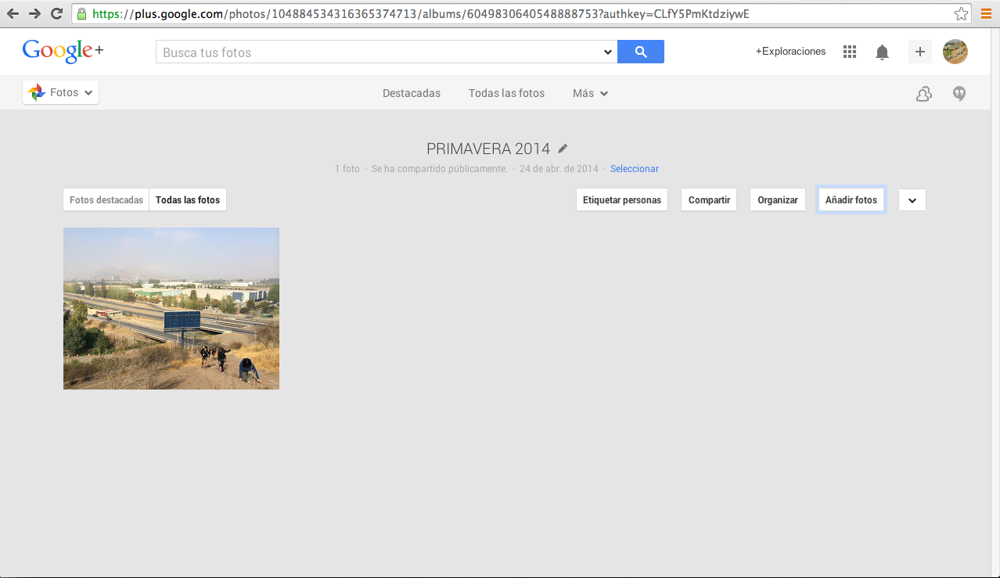 https://plus.google.com/photos/104884534316365374713/albums/6049830640548888753?authkey=CLfY5PmKtdziywE
Google+
Busca tus fotos
+Exploraciones
Fotos
Destacadas
Todas las fotos
Más
PRIMAVERA 2014
1 foto · Se ha compartido públicamente. · 24 de abr. de 2014 · Seleccionar
Fotos destacadas
Todas las fotos
Etiquetar personas
Compartir
Organizar
Añadir fotos